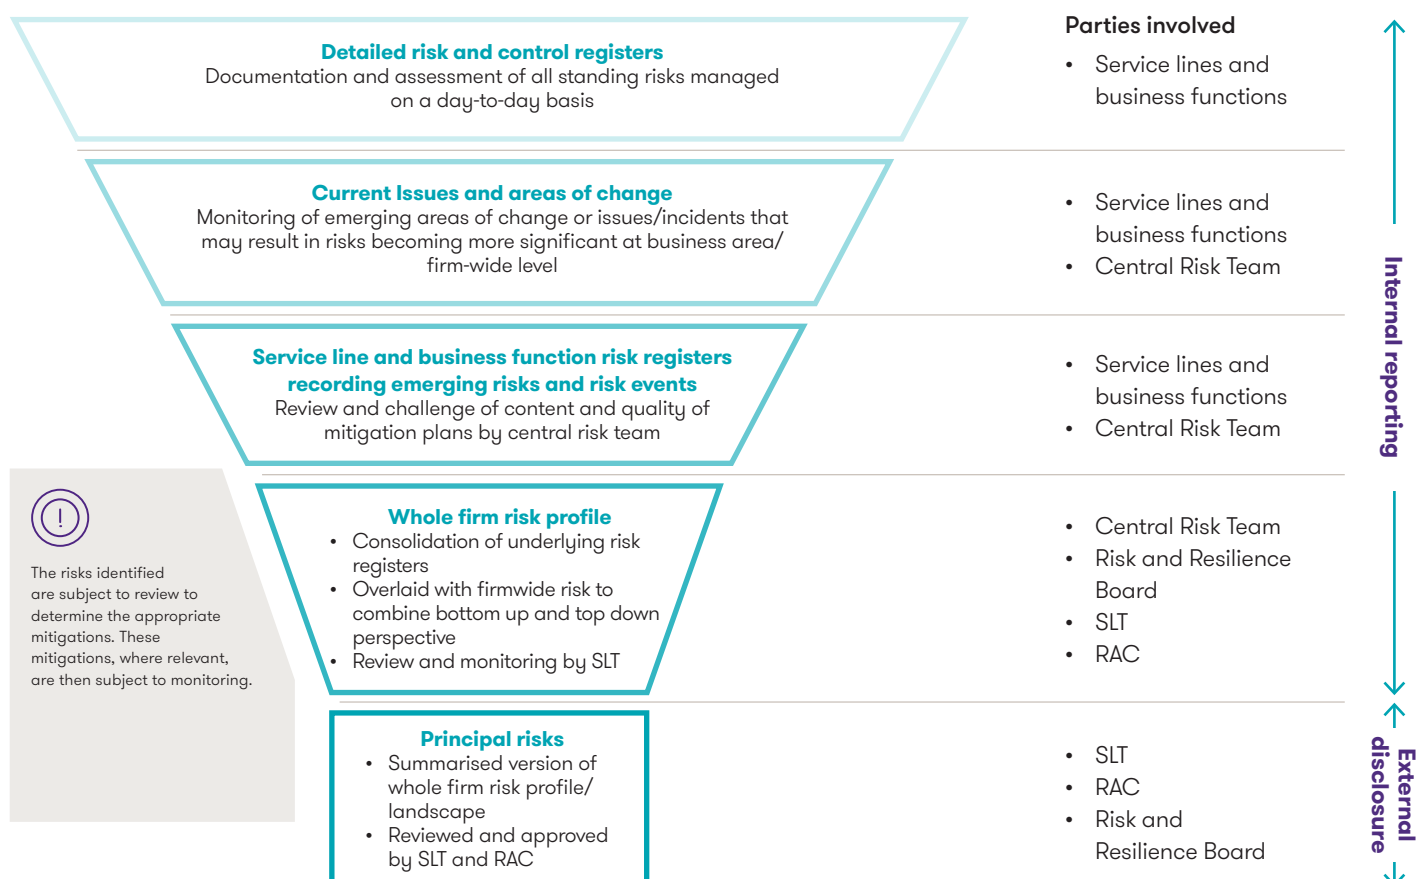 Detailed risk and control registers
Documentation and assessment of all standing risks managed
on a day-to-day basis
Parties involved
• Service lines and
business functions
Current Issues and areas of change
Monitoring of emerging areas of change or issues/incidents that
may result in risks becoming more significant at business area/
firm-wide level
• Service lines and
business functions
• Central Risk Team
Service line and business function risk registers
recording emerging risks and risk events
Review and challenge of content and quality of
mitigation plans by central risk team
• Service lines and
business functions
• Central Risk Team
Internal reporting
The risks identified
are subject to review to
determine the appropriate
mitigations. These
mitigations, where relevant,
are then subject to monitoring.
Whole firm risk profile
• Consolidation of underlying risk
registers
• Overlaid with firmwide risk to
combine bottom up and top down
perspective
• Review and monitoring by SLT
• Central Risk Team
• Risk and Resilience
Board
• SLT
• RAC
Principal risks
• Summarised version of
whole firm risk profile/
landscape
• Reviewed and approved
by SLT and RAC
• SLT
• RAC
• Risk and
Resilience Board
External
disclosure